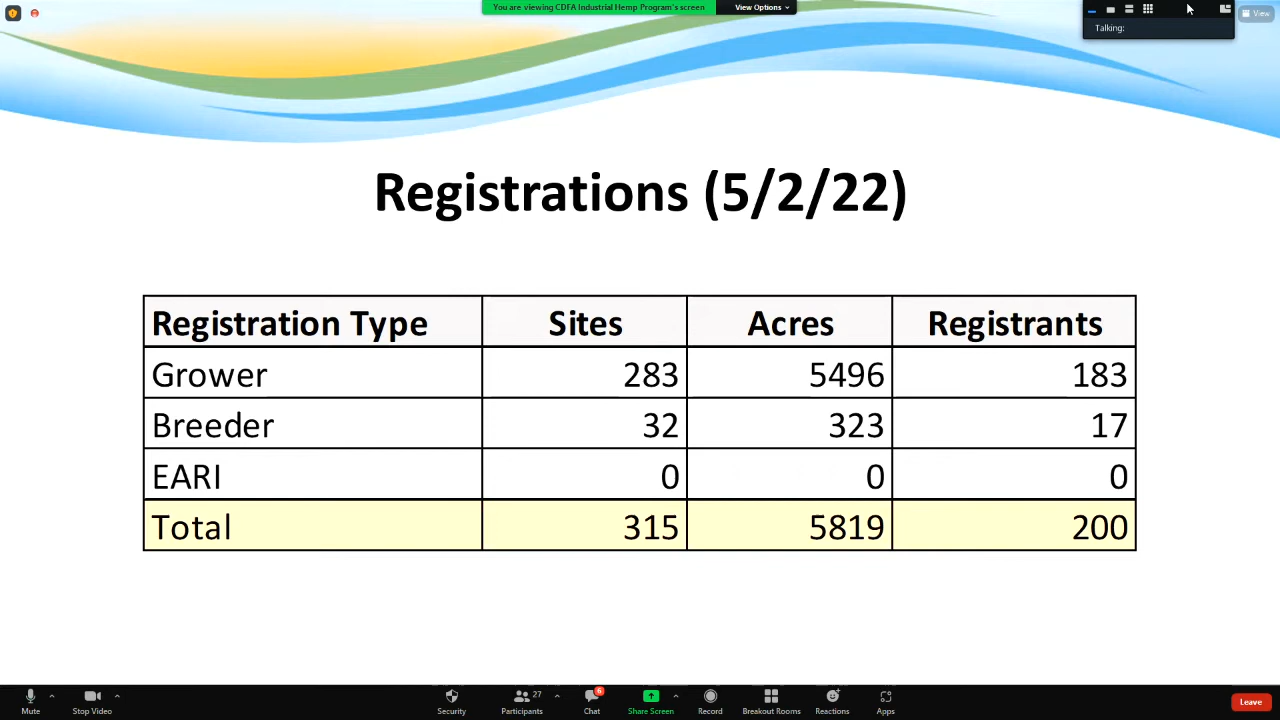 You are viewing CDFA Industrial Hemp Program's screen View Options
View
Talking:
Registrations (5/2/22)
Registration Type Sites Acres Registrants
Grower 283 5496 183
Breeder 32 323 17
EARI 0 0 0
Total 315 5819 200
27 6
Mute Stop Video Security Participants Chat Share Screen Record Breakout Rooms Reactions Apps Leave